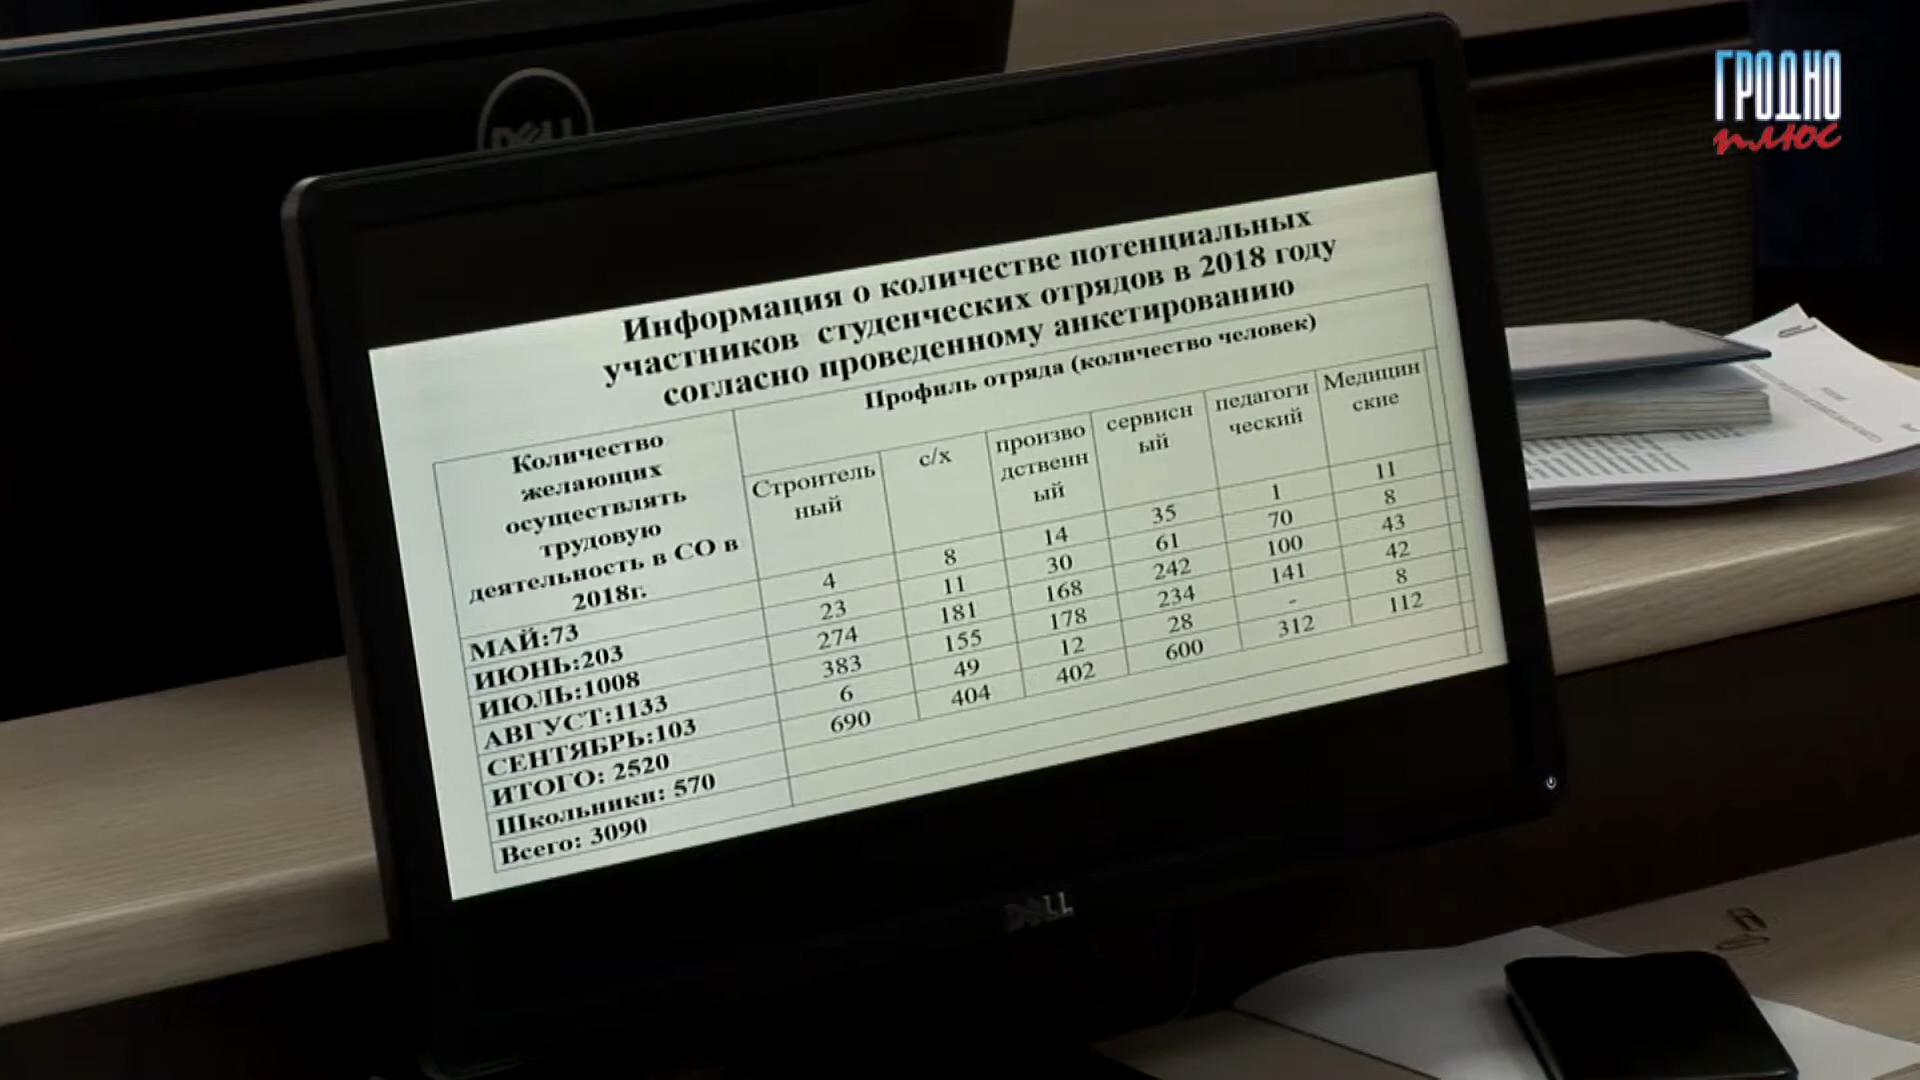 DELL
ГРОДНО
плюс
Информация о количестве потенциальных
участников студенческих отрядов в 2018 году
согласно проведенному анкетированию
Количество
желающих
осуществлять
трудовую
деятельность в СО в
2018г.
Профиль отряда (количество человек)
Строитель
ный
с/х
произво
дственн
ый
сервисн
ый
педагоги
ческий
Медицин
ские
МАЙ:73 4 8 14 35 1 11
ИЮНЬ:203 23 11 30 61 70 8
ИЮЛЬ:1008 274 181 168 242 100 43
АВГУСТ:1133 383 155 178 234 141 42
СЕНТЯБРЬ:103 6 49 12 28 - 8
ИТОГО: 2520 690 404 402 600 312 112
Школьники: 570
Всего: 3090
DELL